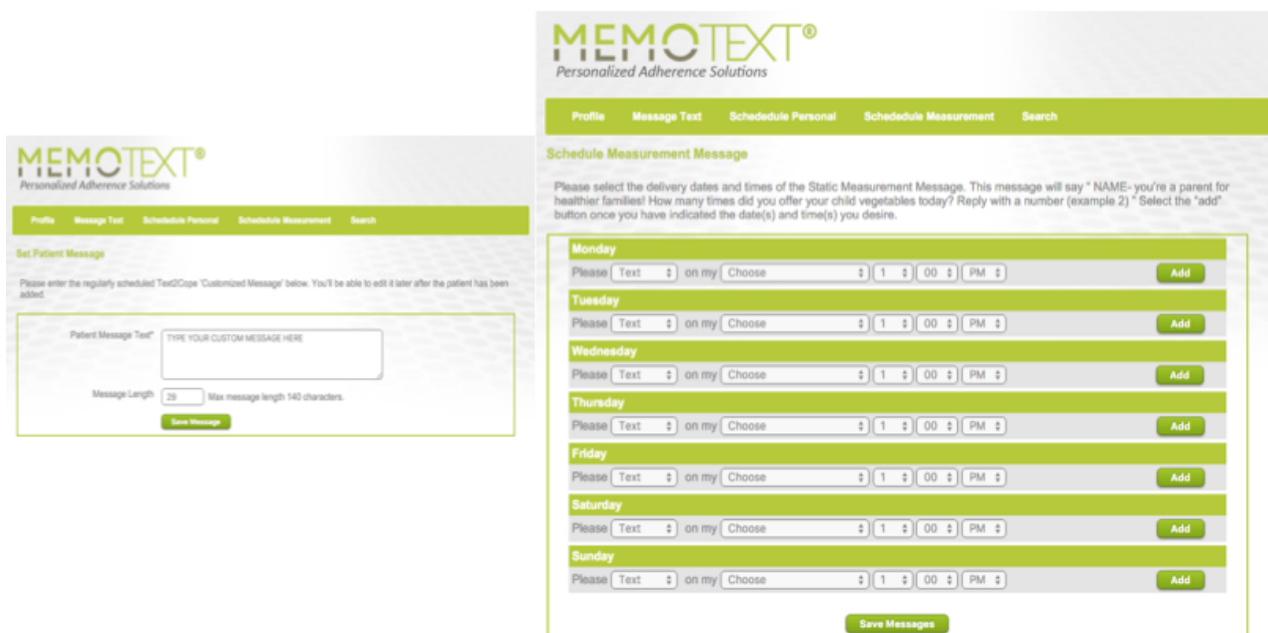 MEMOTEXT®
Personalized Adherence Solutions
Profile Message Text Schededule Personal Schededule Measurement Search
Set Patient Message
Please enter the regularly scheduled Text2Cope 'Customized Message' below. You'll be able to edit it later after the patient has been
added.
Patient Message Text* TYPE YOUR CUSTOM MESSAGE HERE
Message Length 29 Max message length 140 characters.
Save Message
MEMOTEXT®
Personalized Adherence Solutions
Profile Message Text Schededule Personal Schededule Measurement Search
Schedule Measurement Message
Please select the delivery dates and times of the Static Measurement Message. This message will say " NAME- you're a parent for
healthier families! How many times did you offer your child vegetables today? Reply with a number (example 2) " Select the "add"
button once you have indicated the date(s) and time(s) you desire.
Monday
Please Text on my Choose 1 00 PM Add
Tuesday
Please Text on my Choose 1 00 PM Add
Wednesday
Please Text on my Choose 1 00 PM Add
Thursday
Please Text on my Choose 1 00 PM Add
Friday
Please Text on my Choose 1 00 PM Add
Saturday
Please Text on my Choose 1 00 PM Add
Sunday
Please Text on my Choose 1 00 PM Add
Save Messages